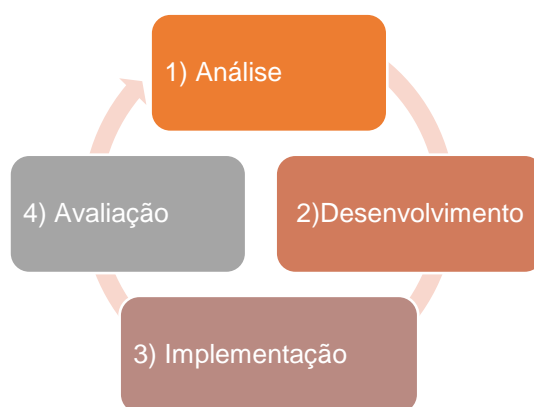 1) Análise
2)Desenvolvimento
3) Implementação
4) Avaliação